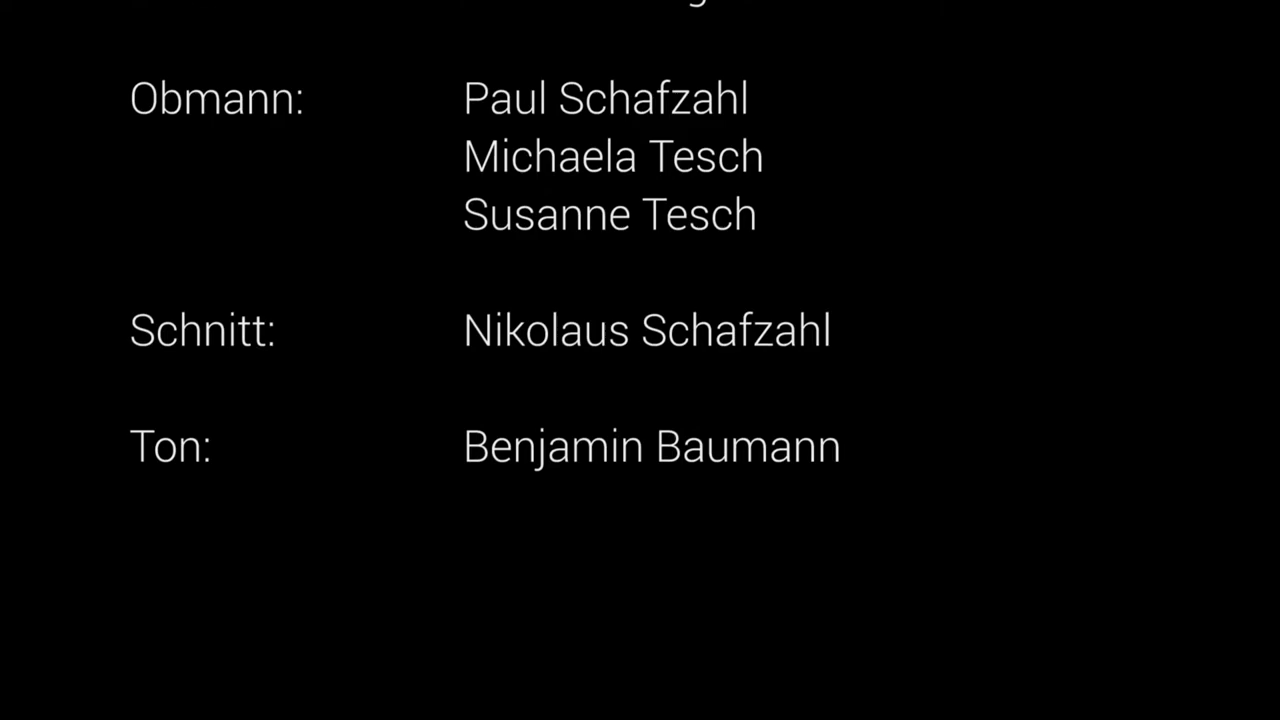 Obmann: Paul Schafzahl
Michaela Tesch
Susanne Tesch
Schnitt: Nikolaus Schafzahl
Ton: Benjamin Baumann